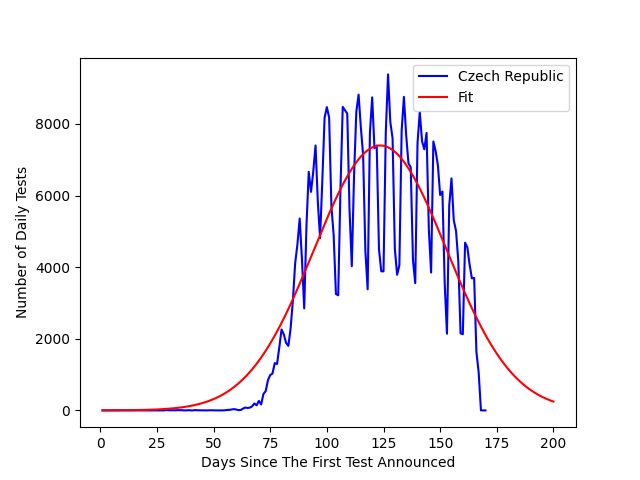 Czech Republic
Fit
8000
6000
4000
2000
0
Number of Daily Tests
0 25 50 75 100 125 150 175 200
Days Since The First Test Announced